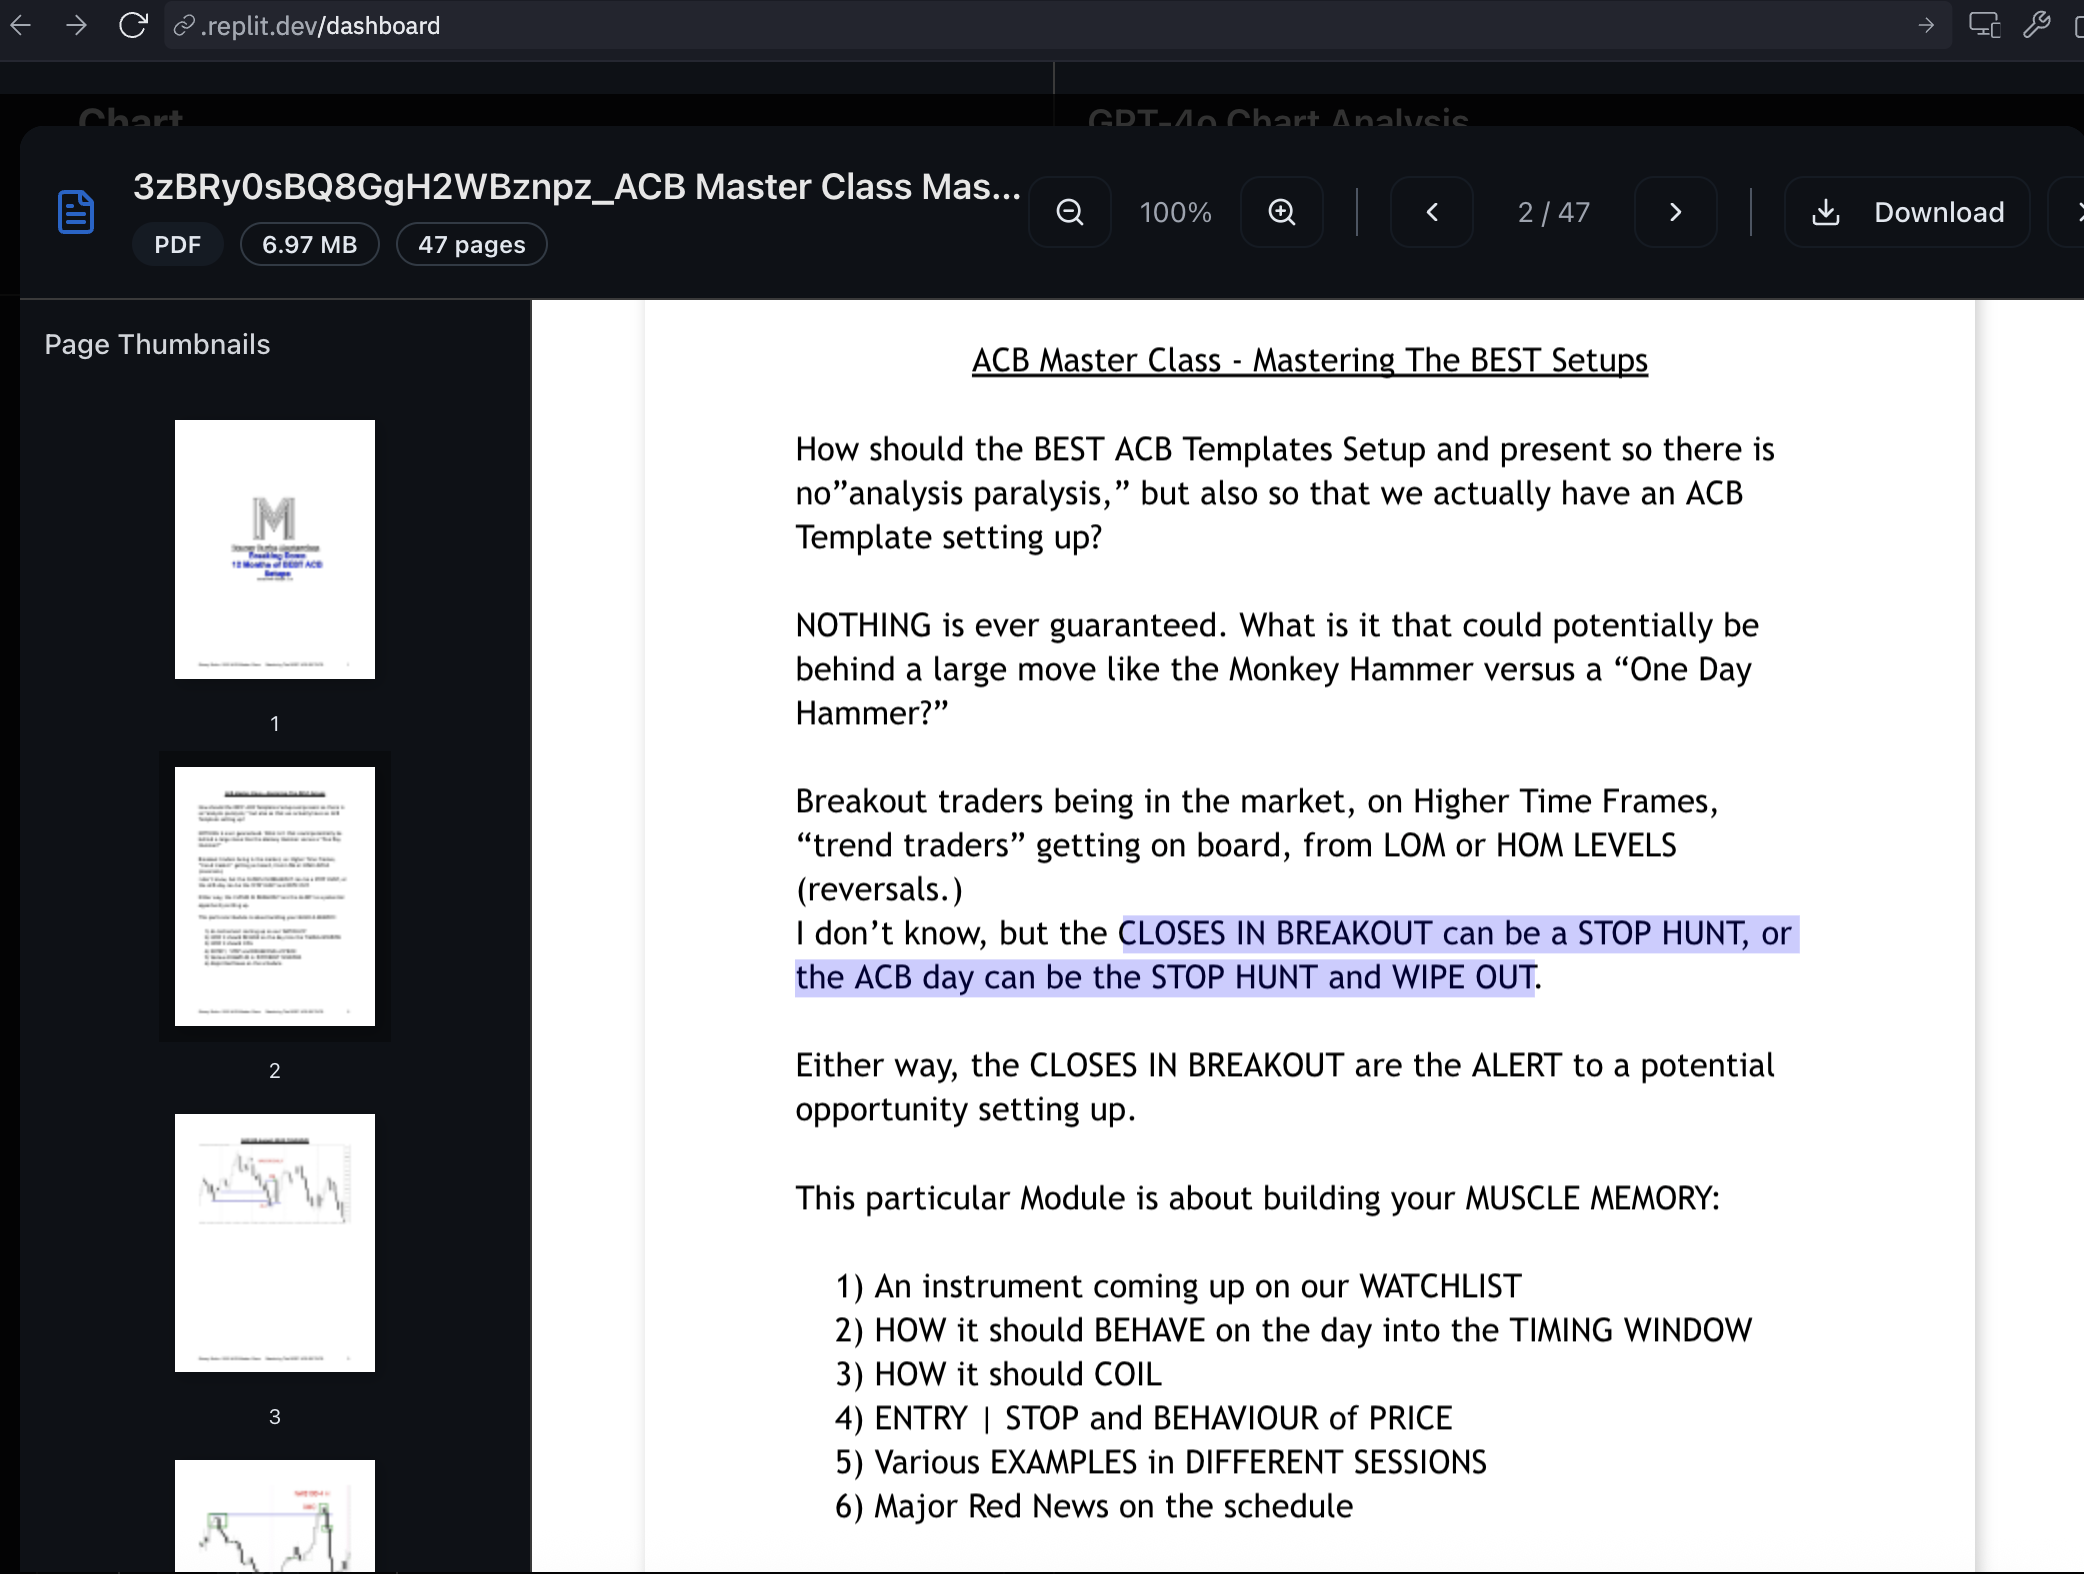 .replit.dev/dashboard
Chart
GPT-4o Chart Analysis
3zBRy0sBQ8GgH2WBznpz_ACB Master Class Mas...
PDF
6.97 MB
47 pages
100%
2 / 47
Download
Page Thumbnails
1
2
3
ACB Master Class - Mastering The BEST Setups
How should the BEST ACB Templates Setup and present so there is
no”analysis paralysis,” but also so that we actually have an ACB
Template setting up?
NOTHING is ever guaranteed. What is it that could potentially be
behind a large move like the Monkey Hammer versus a “One Day
Hammer?”
Breakout traders being in the market, on Higher Time Frames,
“trend traders” getting on board, from LOM or HOM LEVELS
(reversals.)
I don’t know, but the CLOSES IN BREAKOUT can be a STOP HUNT, or
the ACB day can be the STOP HUNT and WIPE OUT.
Either way, the CLOSES IN BREAKOUT are the ALERT to a potential
opportunity setting up.
This particular Module is about building your MUSCLE MEMORY:
1) An instrument coming up on our WATCHLIST
2) HOW it should BEHAVE on the day into the TIMING WINDOW
3) HOW it should COIL
4) ENTRY | STOP and BEHAVIOUR of PRICE
5) Various EXAMPLES in DIFFERENT SESSIONS
6) Major Red News on the schedule